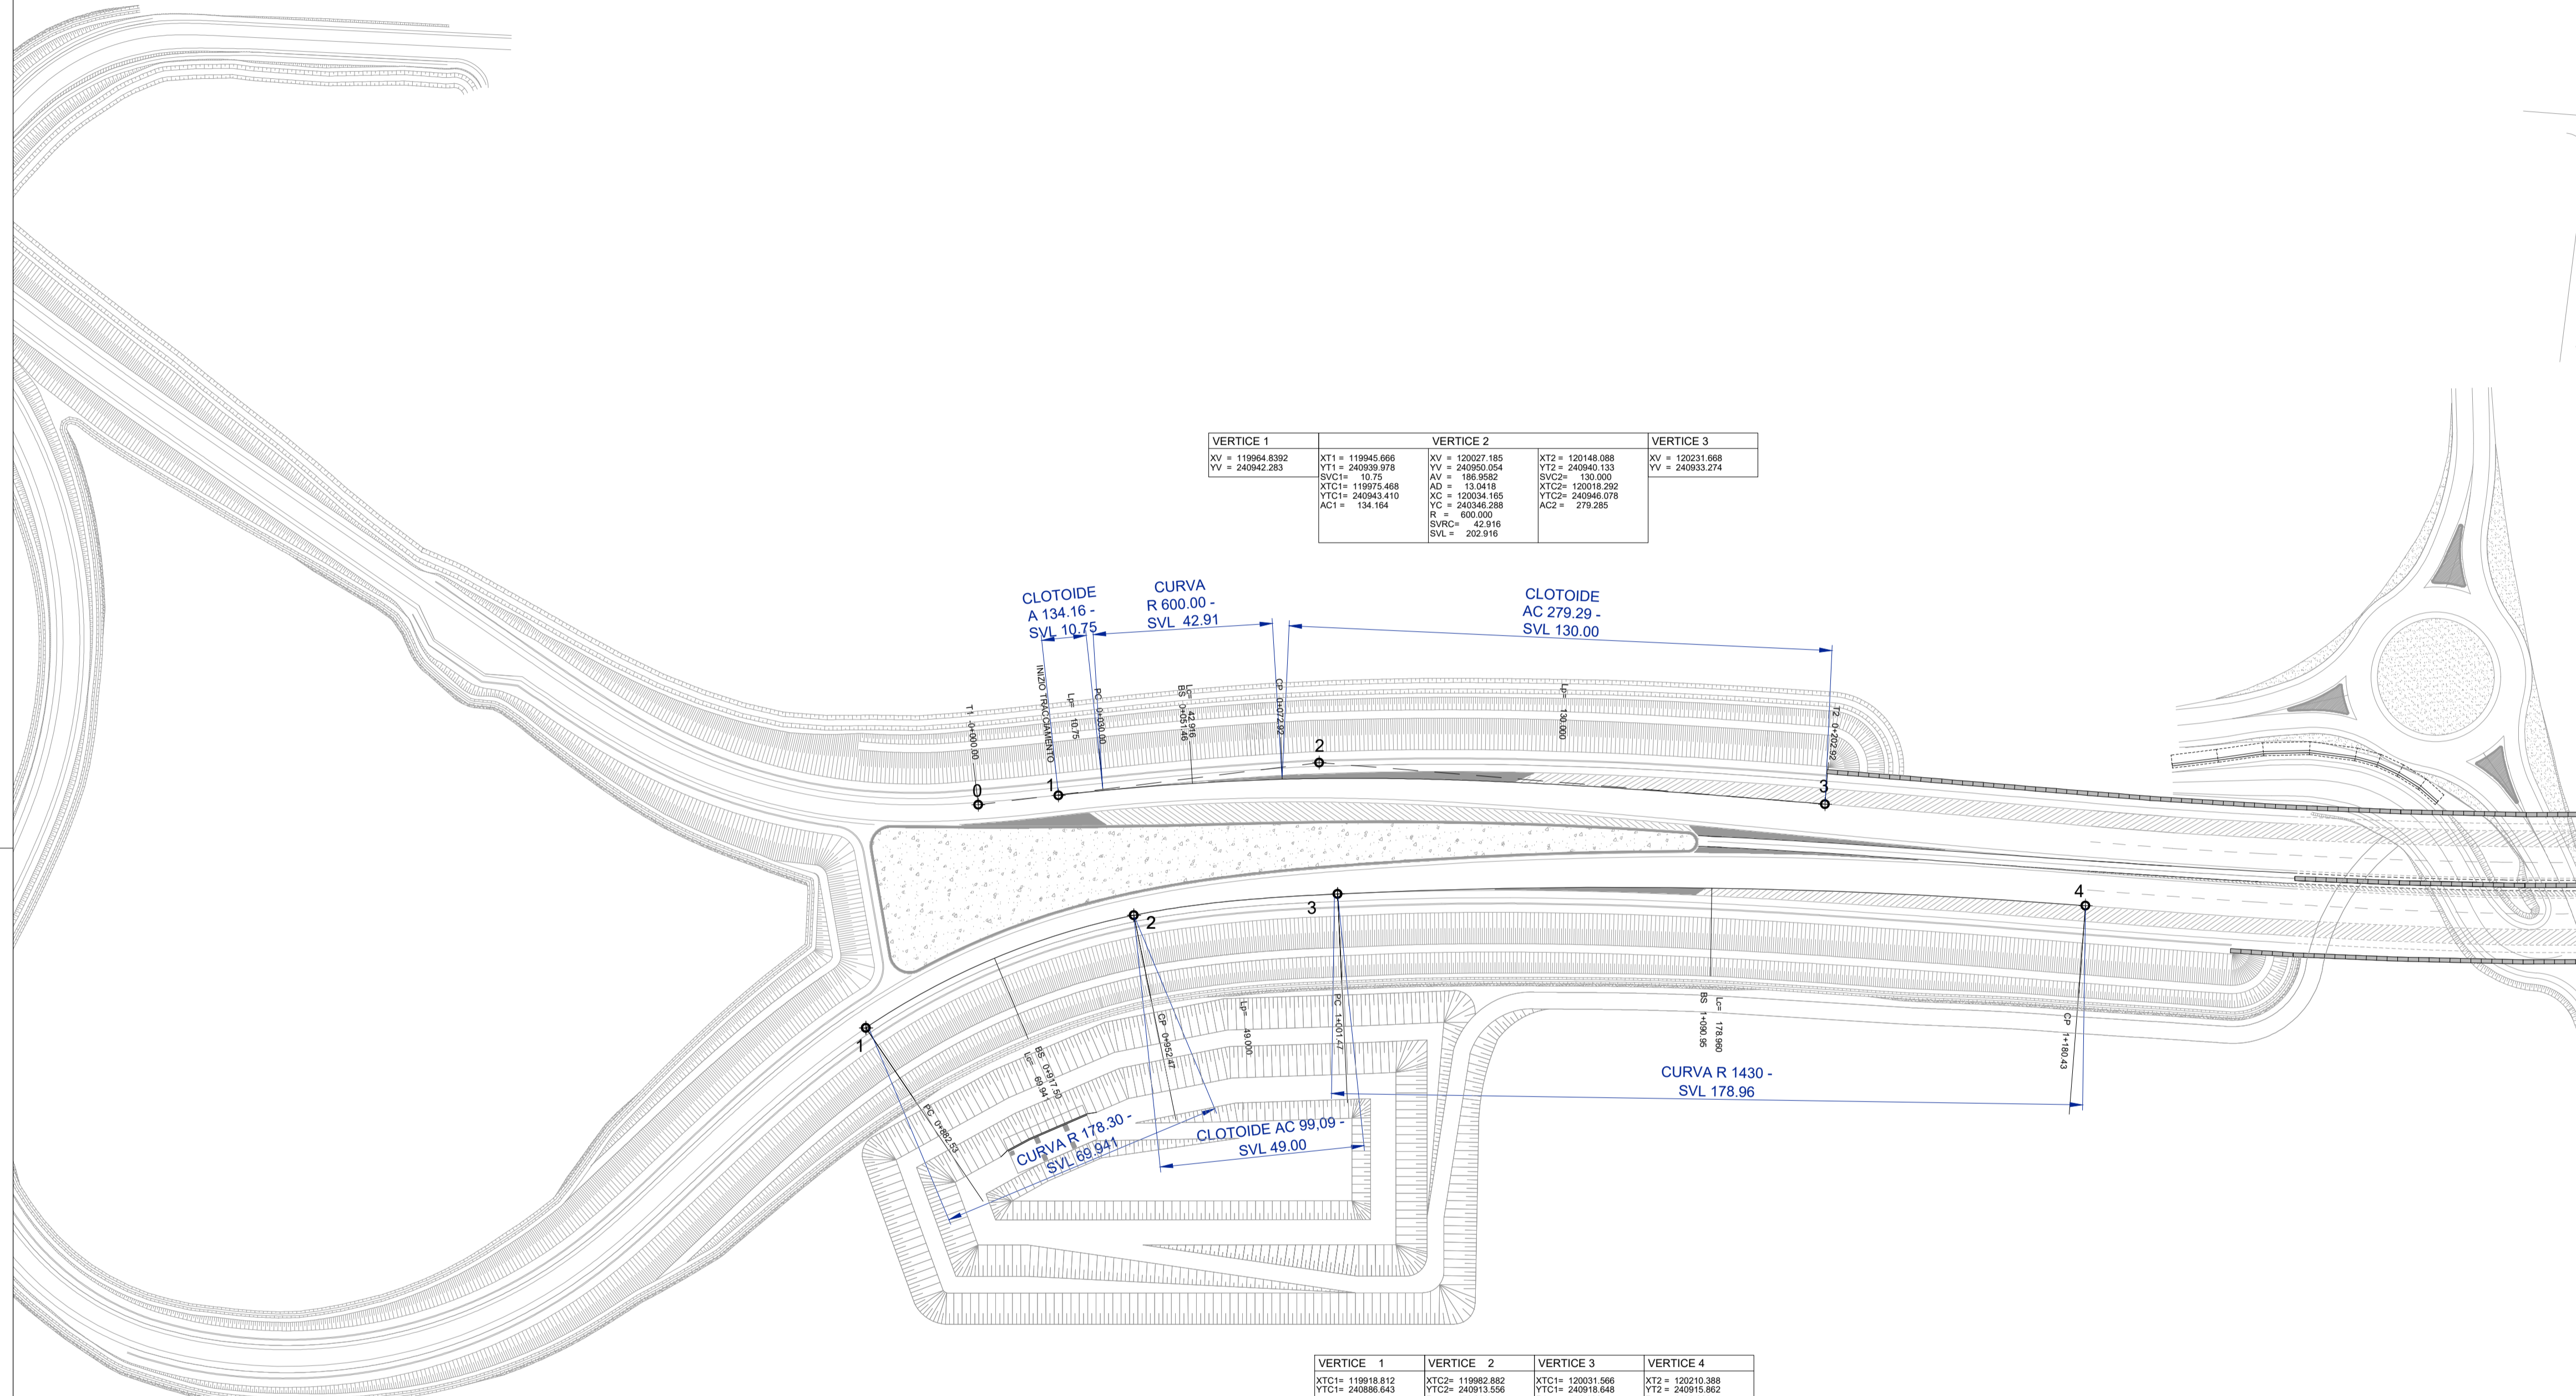 VERTICE 1
VERTICE 2
VERTICE 3
XV = 119964.8392
YV = 240942.283
XT1 = 119945.666
YT1 = 240939.978
SVC1= 10.75
XTC1= 119975.468
YTC1= 240943.410
AC1 = 134.164
XV = 120027.185
YV = 240950.054
AV = 186.9582
AD = 13.0418
XC = 120034.165
YC = 240346.288
R = 600.000
SVRC= 42.916
SVL = 202.916
XT2 = 120148.088
YT2 = 240940.133
SVC2= 130.000
XTC2= 120018.292
YTC2= 240946.078
AC2 = 279.285
XV = 120231.668
YV = 240933.274
CLOTOIDE
A 134.16 -
SVL 10.75
CURVA
R 600.00 -
SVL 42.91
CLOTOIDE
AC 279.29 -
SVL 130.00
T1 0+000.00
INIZIO TRACCIAMENTO
Lp= 10.75
PC 0+030.00
Lc= 42.916
BS 0+051.46
CP 0+072.92
Lp= 130.000
T2 0+202.92
0
1
2
3
1
2
3
4
PC 0+882.53
BS 0+917.50
Lc= 69.941
CP 0+952.47
Lp= 49.000
PC 1+001.47
BS 1+090.95
Lc= 178.960
CP 1+180.43
CURVA R 178.30 -
SVL 69.941
CLOTOIDE AC 99,09 -
SVL 49.00
CURVA R 1430 -
SVL 178.96
VERTICE 1
VERTICE 2
VERTICE 3
VERTICE 4
XTC1= 119918.812
YTC1= 240886.643
XTC2= 119982.882
YTC2= 240913.556
XTC1= 120031.566
YTC1= 240918.648
XT2 = 120210.388
YT2 = 240915.862